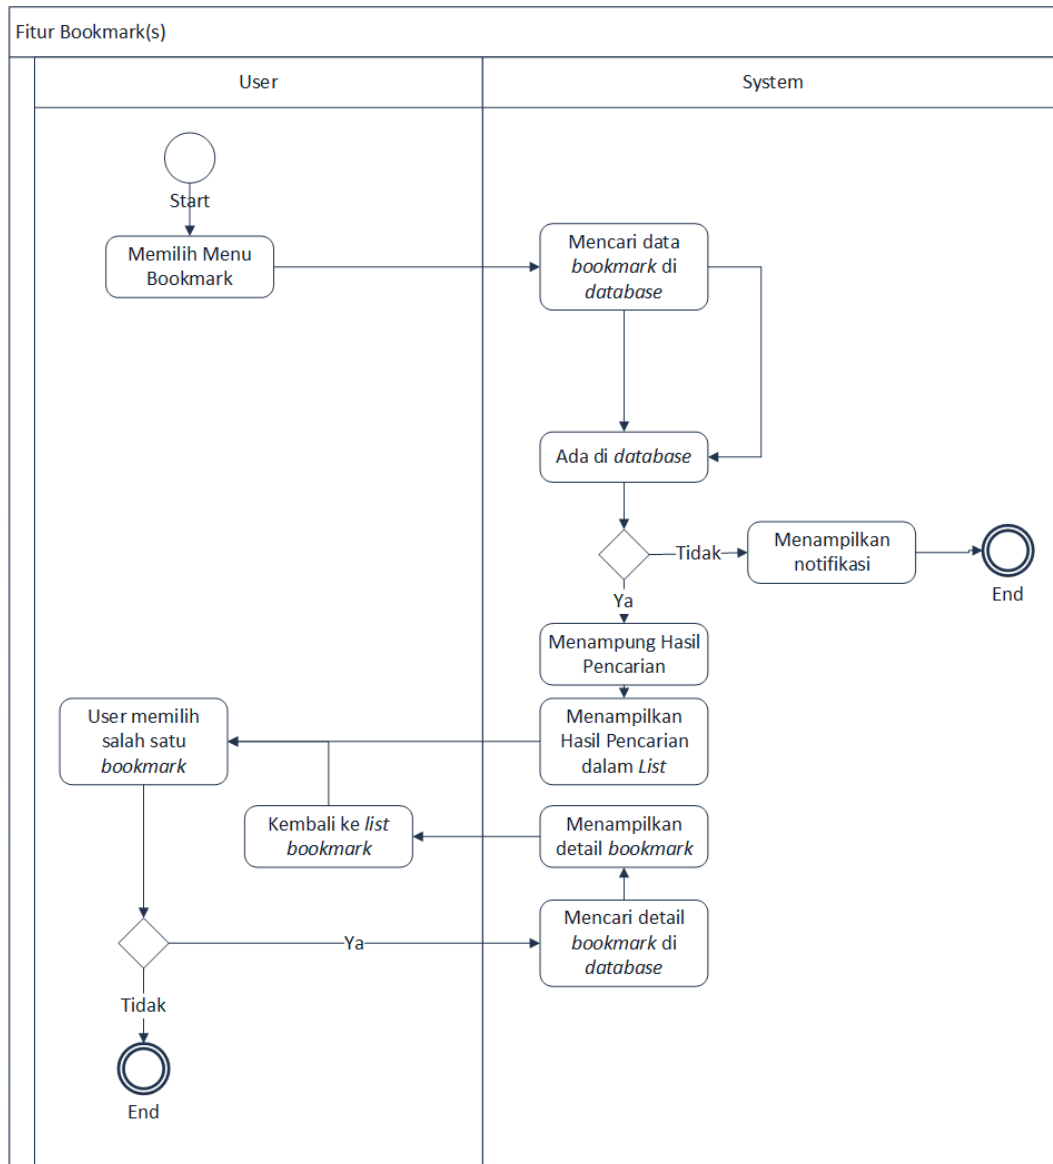 Fitur Bookmark(s)
User
System
Start
Memilih Menu
Bookmark
Mencari data
bookmark di
database
Ada di database
Tidak
Menampilkan
notifikasi
End
Ya
Menampung Hasil
Pencarian
Menampilkan
Hasil Pencarian
dalam List
User memilih
salah satu
bookmark
Kembali ke list
bookmark
Menampilkan
detail bookmark
Mencari detail
bookmark di
database
Ya
Tidak
End